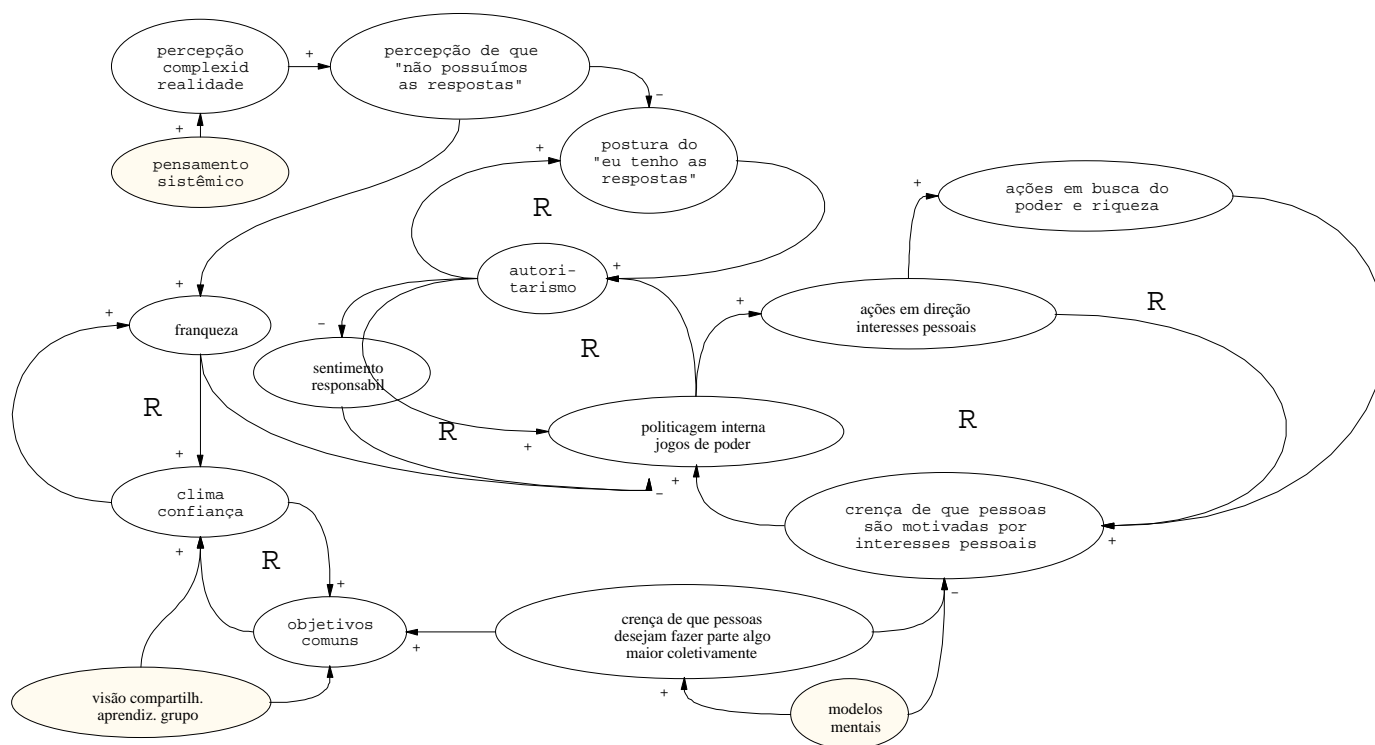 percepção
complexid
realidade
+
percepção de que
"não possuímos
as respostas"
-
+
pensamento
sistêmico
+
postura do
"eu tenho as
respostas"
R
+
ações em busca do
poder e riqueza
autori-
tarismo
+
+
+
franqueza
-
+
ações em direção
interesses pessoais
R
R
sentimento
responsabil
R
R
R
politicagem interna
jogos de poder
+
+
-
+
clima
confiança
crença de que pessoas
são motivadas por
interesses pessoais
+
+
R
+
-
objetivos
comuns
+
crença de que pessoas
desejam fazer parte algo
maior coletivamente
+
visão compartilh.
aprendiz. grupo
modelos
mentais